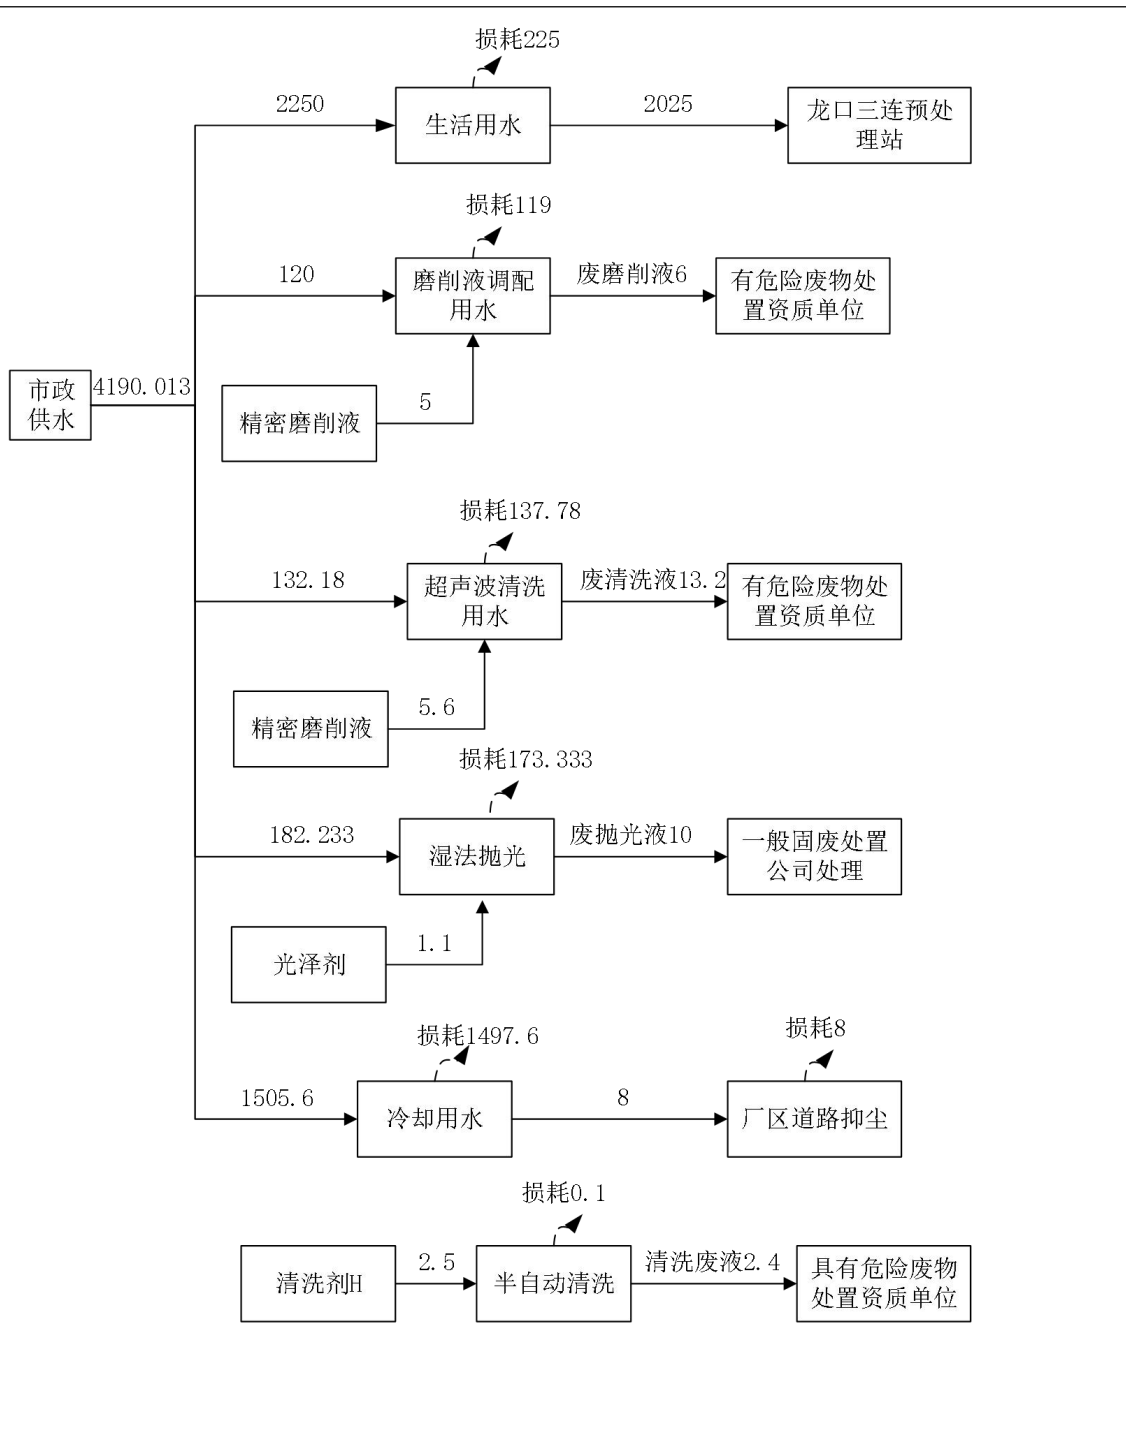 损耗225
2250
生活用水
2025
龙口三连预处
理站
损耗119
120
磨削液调配
用水
废磨削液6
有危险废物处
置资质单位
市政
供水
4190.013
精密磨削液
5
损耗137.78
132.18
超声波清洗
用水
废清洗液13.2
有危险废物处
置资质单位
精密磨削液
5.6
损耗173.333
182.233
湿法抛光
废抛光液10
一般固废处置
公司处理
光泽剂
1.1
损耗1497.6
损耗8
1505.6
冷却用水
8
厂区道路抑尘
损耗0.1
清洗剂H
2.5
半自动清洗
清洗废液2.4
具有危险废物
处置资质单位